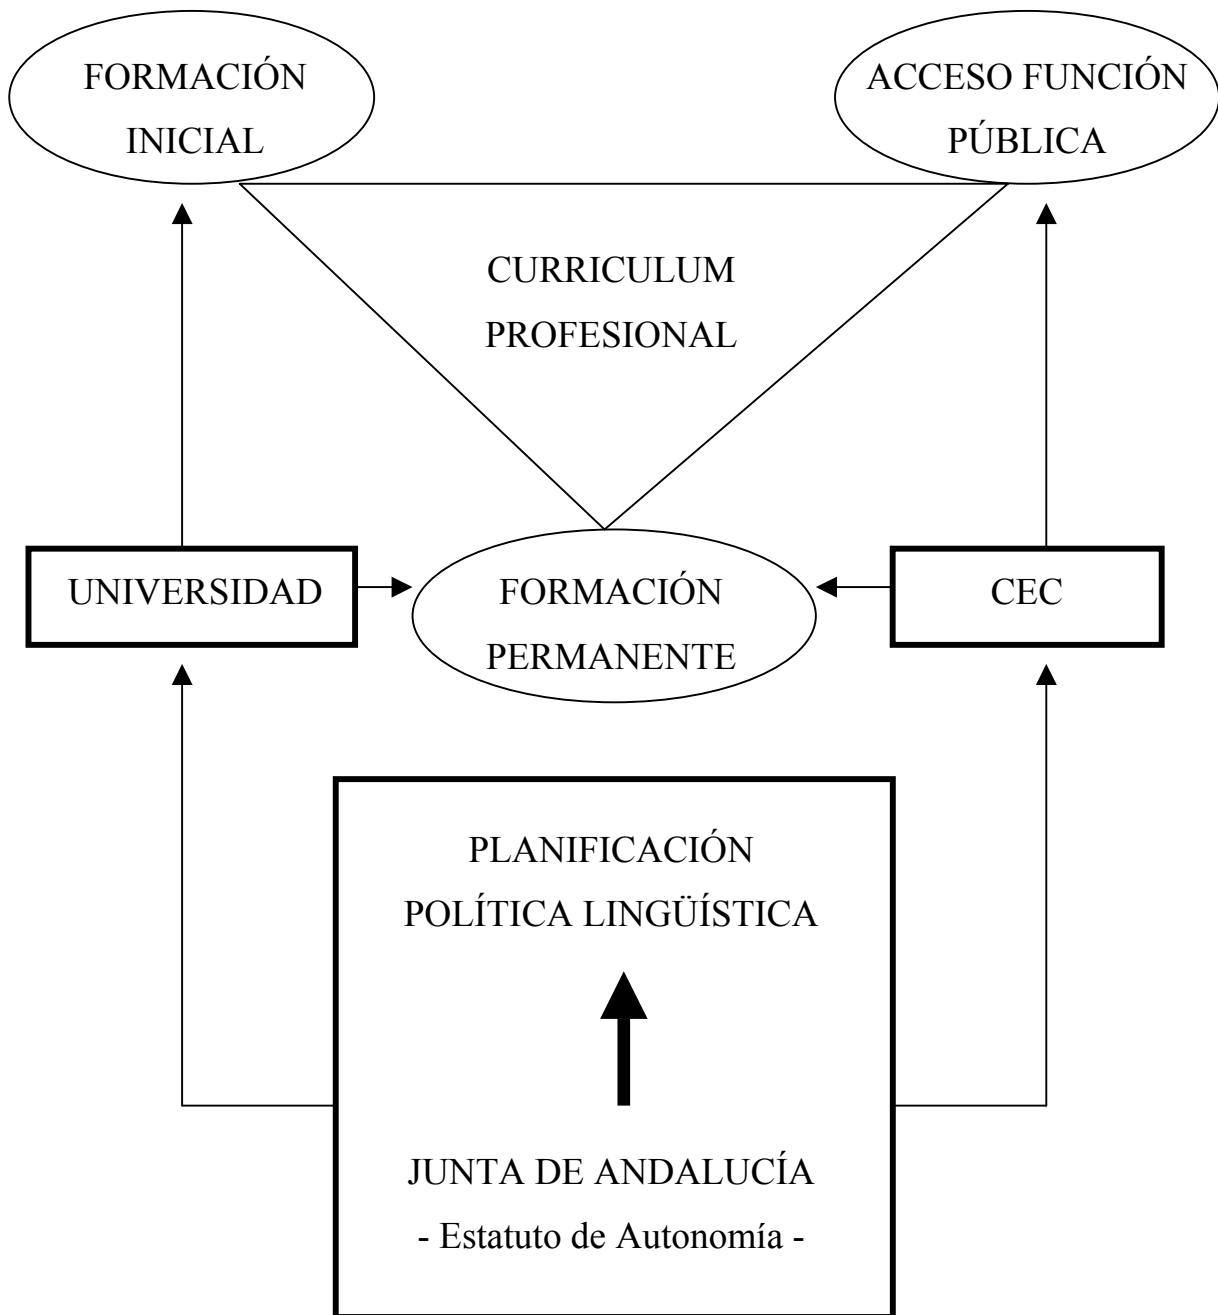 FORMACIÓN
INICIAL
ACCESO FUNCIÓN
PÚBLICA
CURRICULUM
PROFESIONAL
UNIVERSIDAD
FORMACIÓN
PERMANENTE
CEC
PLANIFICACIÓN
POLÍTICA LINGÜÍSTICA
JUNTA DE ANDALUCÍA
- Estatuto de Autonomía -